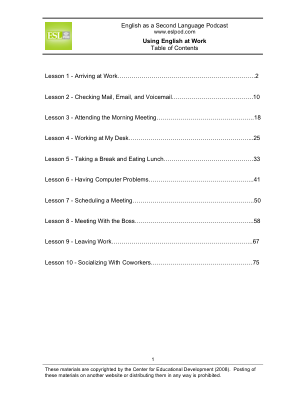 ESL
English as a Second Language Podcast
www.eslpod.com
Using English at Work
Table of Contents
Lesson 1 - Arriving at Work……………………………………………………2
Lesson 2 - Checking Mail, Email, and Voicemail………………………………10
Lesson 3 - Attending the Morning Meeting……………………………………18
Lesson 4 - Working at My Desk………………………………………………25
Lesson 5 - Taking a Break and Eating Lunch…………………………………33
Lesson 6 - Having Computer Problems………………………………………41
Lesson 7 - Scheduling a Meeting………………………………………………50
Lesson 8 - Meeting With the Boss……………………………………………58
Lesson 9 - Leaving Work………………………………………………………67
Lesson 10 - Socializing With Coworkers………………………………………75
1
These materials are copyrighted by the Center for Educational Development (2008). Posting of
these materials on another website or distributing them in any way is prohibited.